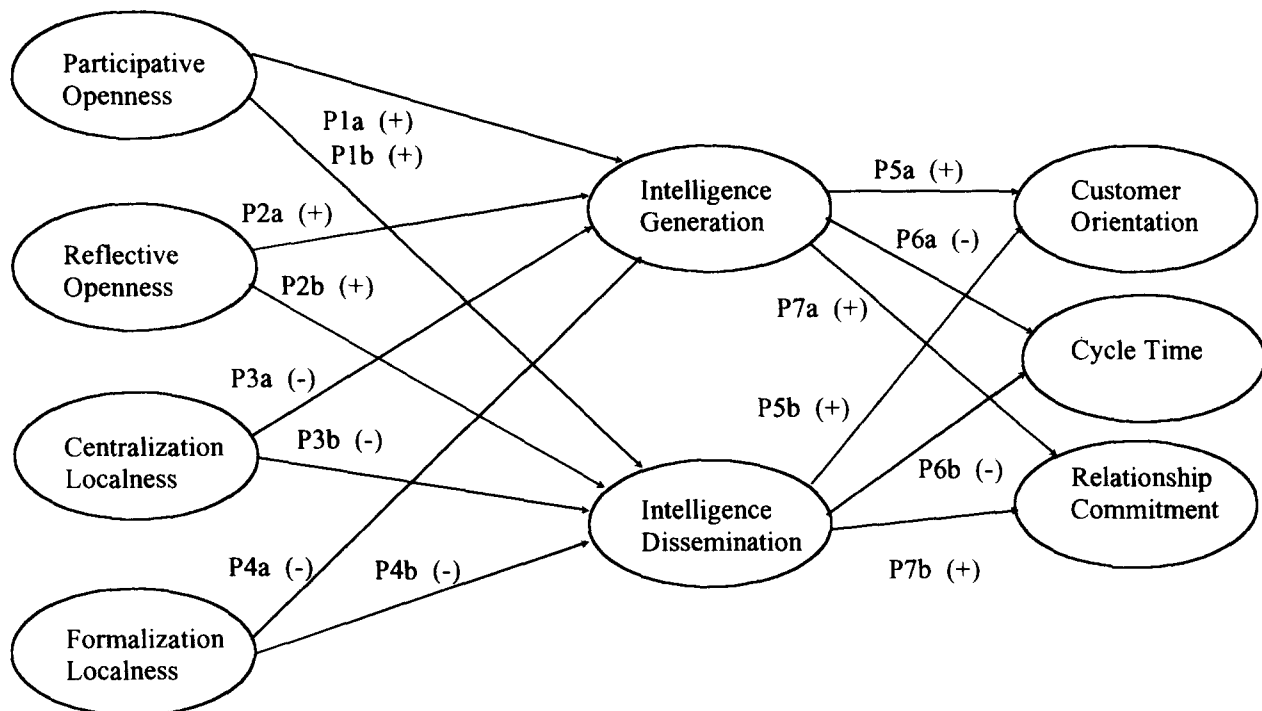 Participative
Openness
P1a (+)
P1b (+)
Reflective
Openness
P2a (+)
P2b (+)
Centralization
Localness
P3a (-)
P3b (-)
Formalization
Localness
P4a (-)
P4b (-)
Intelligence
Generation
Intelligence
Dissemination
P5a (+)
P6a (-)
P7a (+)
P5b (+)
P6b (-)
P7b (+)
Customer
Orientation
Cycle Time
Relationship
Commitment